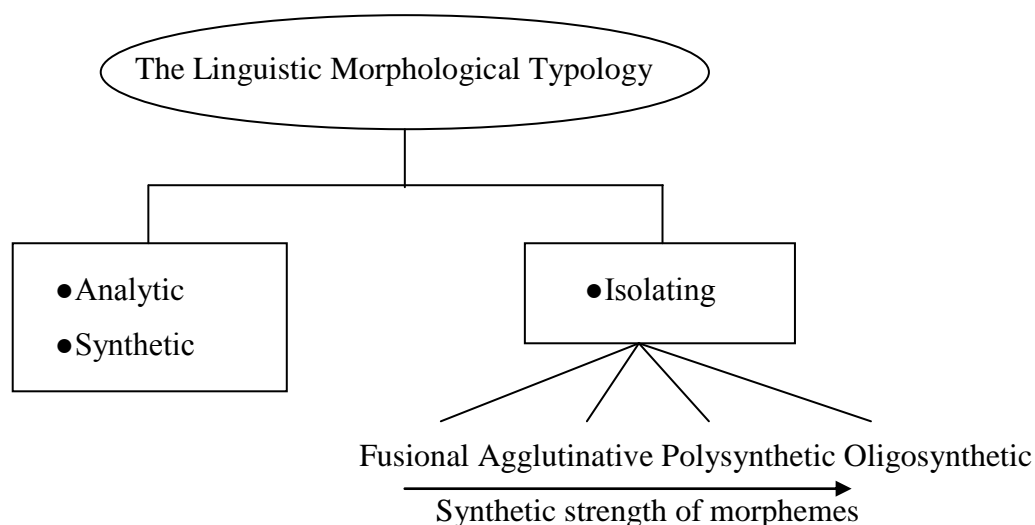 The Linguistic Morphological Typology
●Analytic
●Synthetic
●Isolating
Fusional Agglutinative Polysynthetic Oligosynthetic
Synthetic strength of morphemes